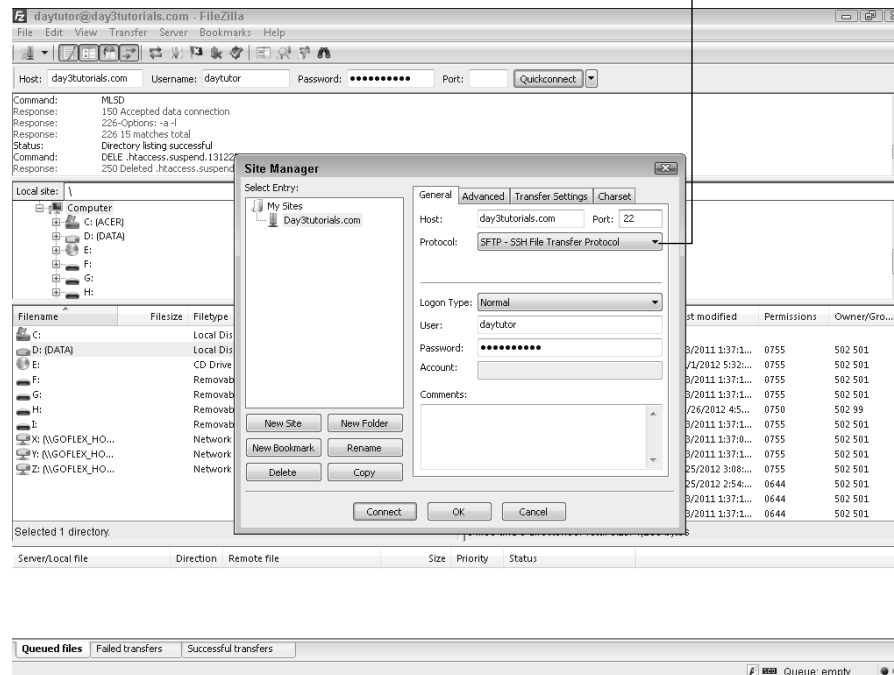 daytutor@day3tutorials.com - FileZilla
File Edit View Transfer Server Bookmarks Help
Host: day3tutorials.com Username: daytutor Password: ●●●●●●●●●● Port: Quickconnect
Command: MLSD
Response: 150 Accepted data connection
Response: 226-Options: -a -l
Response: 226 15 matches total
Status: Directory listing successful
Command: DELE .htaccess.suspend.13122
Response: 250 Deleted .htaccess.suspend
Local site: \
Computer
C: (ACER)
D: (DATA)
E:
F:
G:
H:
Filename Filesize Filetype
C: Local Dis
D: (DATA) Local Dis
E: CD Drive
F: Removab
G: Removab
H: Removab
I: Removab
X: (\\GOFLEX_HO... Network
Y: (\\GOFLEX_HO... Network
Z: (\\GOFLEX_HO... Network
Selected 1 directory.
Site Manager
Select Entry:
My Sites
Day3tutorials.com
New Site New Folder
New Bookmark Rename
Delete Copy
General Advanced Transfer Settings Charset
Host: day3tutorials.com Port: 22
Protocol: SFTP - SSH File Transfer Protocol
Logon Type: Normal
User: daytutor
Password: ●●●●●●●●●●
Account:
Comments:
Connect OK Cancel
st modified Permissions Owner/Gro...
3/2011 1:37:1... 0755 502 501
/1/2012 5:32:... 0755 502 501
3/2011 1:37:1... 0755 502 501
3/2011 1:37:1... 0755 502 501
/26/2012 4:5... 0750 502 99
3/2011 1:37:1... 0755 502 501
3/2011 1:37:0... 0755 502 501
3/2011 1:37:1... 0755 502 501
25/2012 3:08:... 0755 502 501
25/2012 2:54:... 0644 502 501
3/2011 1:37:1... 0644 502 501
3/2011 1:37:1... 0644 502 501
Server/Local file Direction Remote file Size Priority Status
Queued files Failed transfers Successful transfers
Queue: empty